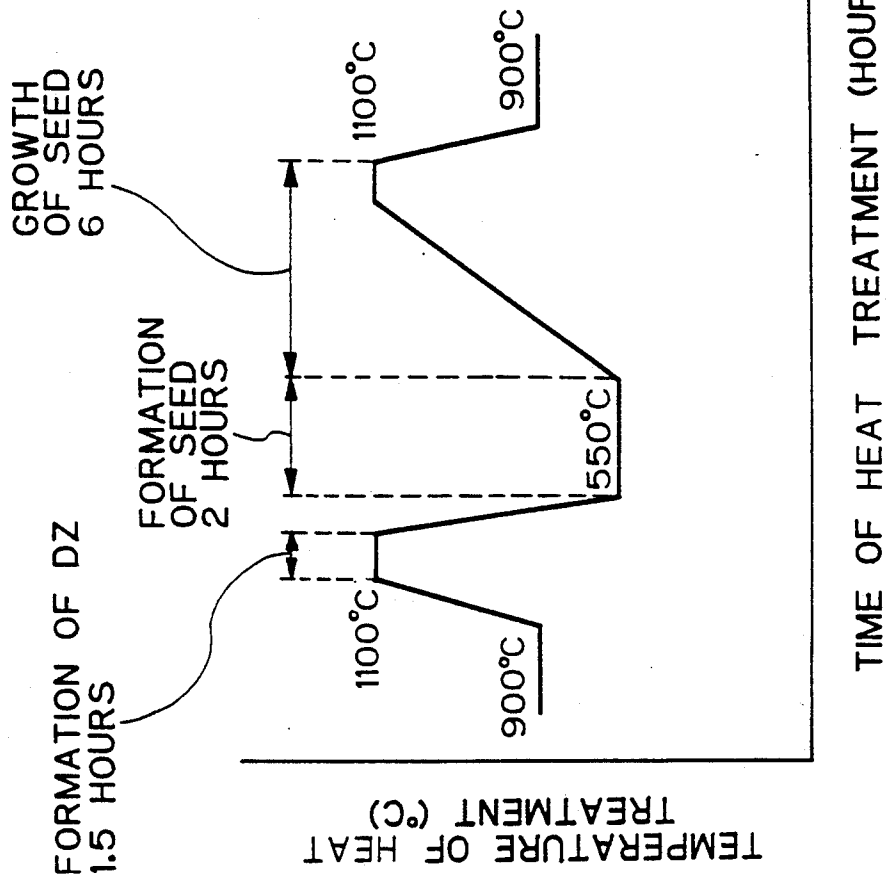 FORMATION OF DZ
1.5 HOURS
FORMATION
OF SEED
2 HOURS
GROWTH
OF SEED
6 HOURS
900°C
1100°C
550°C
1100°C
900°C
TEMPERATURE OF HEAT
TREATMENT (°C)
TIME OF HEAT TREATMENT (HOUR